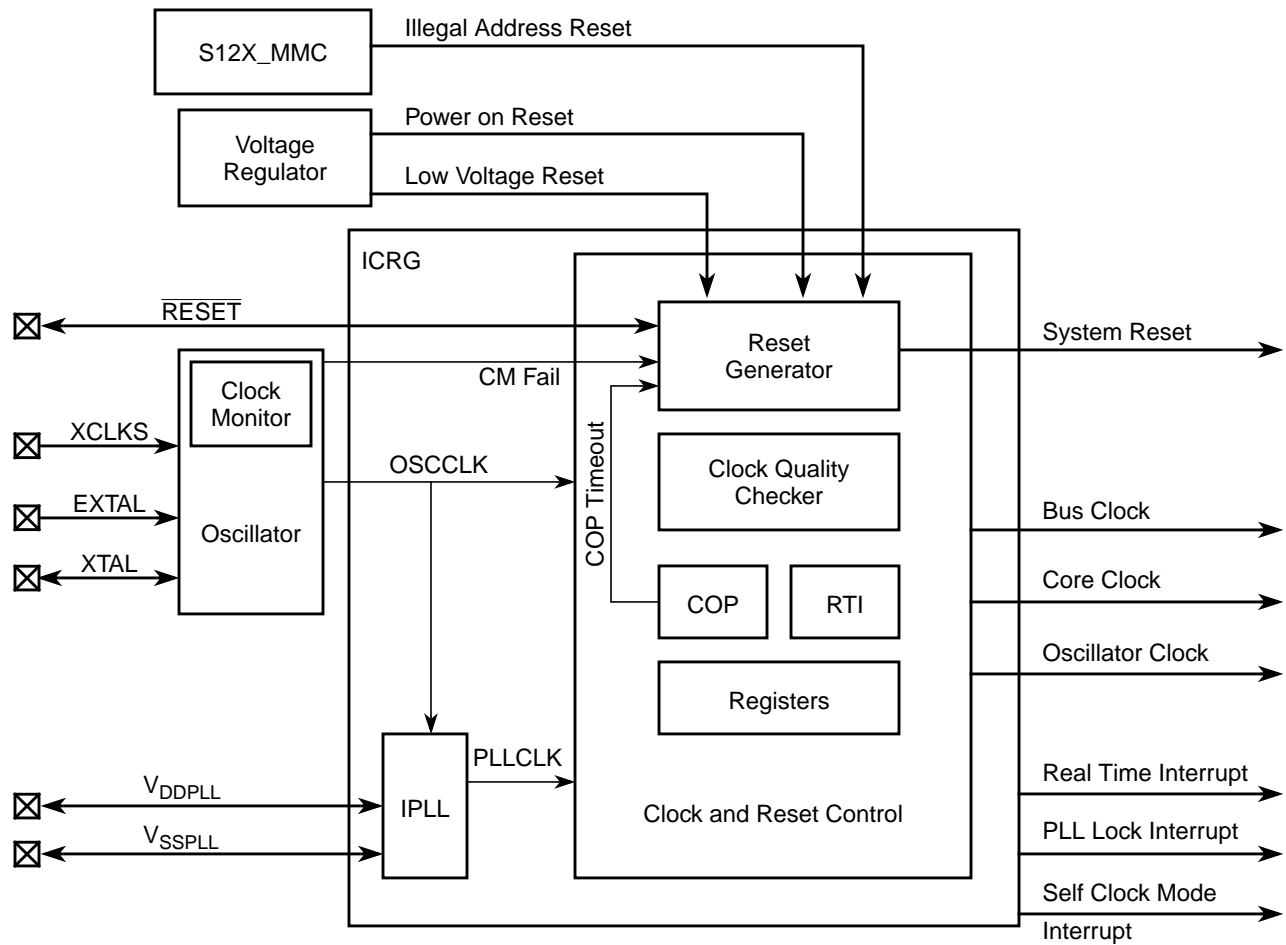 Illegal Address Reset
S12X_MMC
Power on Reset
Voltage
Regulator
Low Voltage Reset
ICRG
RESET
Reset
Generator
System Reset
CM Fail
Clock
Monitor
XCLKS
OSCCLK
COP Timeout
Clock Quality
Checker
EXTAL
Oscillator
Bus Clock
XTAL
COP
RTI
Core Clock
Oscillator Clock
Registers
PLLCLK
Real Time Interrupt
VDDPLL
IPLL
Clock and Reset Control
PLL Lock Interrupt
VSSPLL
Self Clock Mode
Interrupt